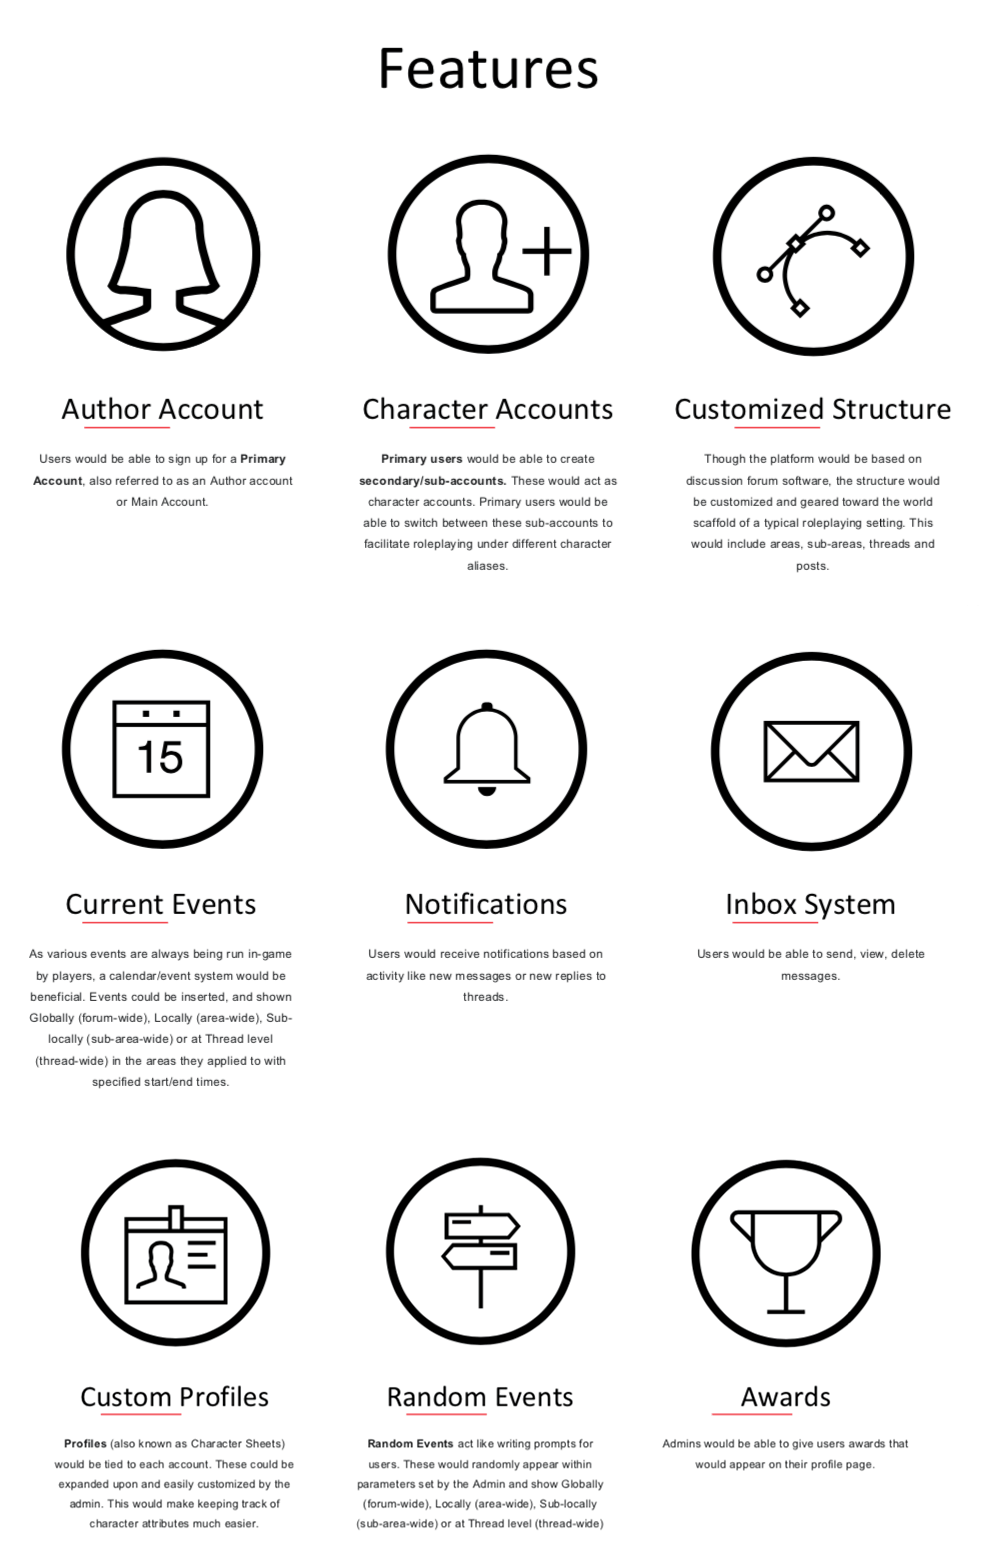 Features
Author Account
Users would be able to sign up for a Primary
Account, also referred to as an Author account
or Main Account.
Character Accounts
Primary users would be able to create
secondary/sub-accounts. These would act as
character accounts. Primary users would be
able to switch between these sub-accounts to
facilitate roleplaying under different character
aliases.
Customized Structure
Though the platform would be based on
discussion forum software, the structure would
be customized and geared toward the world
scaffold of a typical roleplaying setting. This
would include areas, sub-areas, threads and
posts.
15
Current Events
As various events are always being run in-game
by players, a calendar/event system would be
beneficial. Events could be inserted, and shown
Globally (forum-wide), Locally (area-wide), Sub-
locally (sub-area-wide) or at Thread level
(thread-wide) in the areas they applied to with
specified start/end times.
Notifications
Users would receive notifications based on
activity like new messages or new replies to
threads.
Inbox System
Users would be able to send, view, delete
messages.
Custom Profiles
Profiles (also known as Character Sheets)
would be tied to each account. These could be
expanded upon and easily customized by the
admin. This would make keeping track of
character attributes much easier.
Random Events
Random Events act like writing prompts for
users. These would randomly appear within
parameters set by the Admin and show Globally
(forum-wide), Locally (area-wide), Sub-locally
(sub-area-wide) or at Thread level (thread-wide)
Awards
Admins would be able to give users awards that
would appear on their profile page.